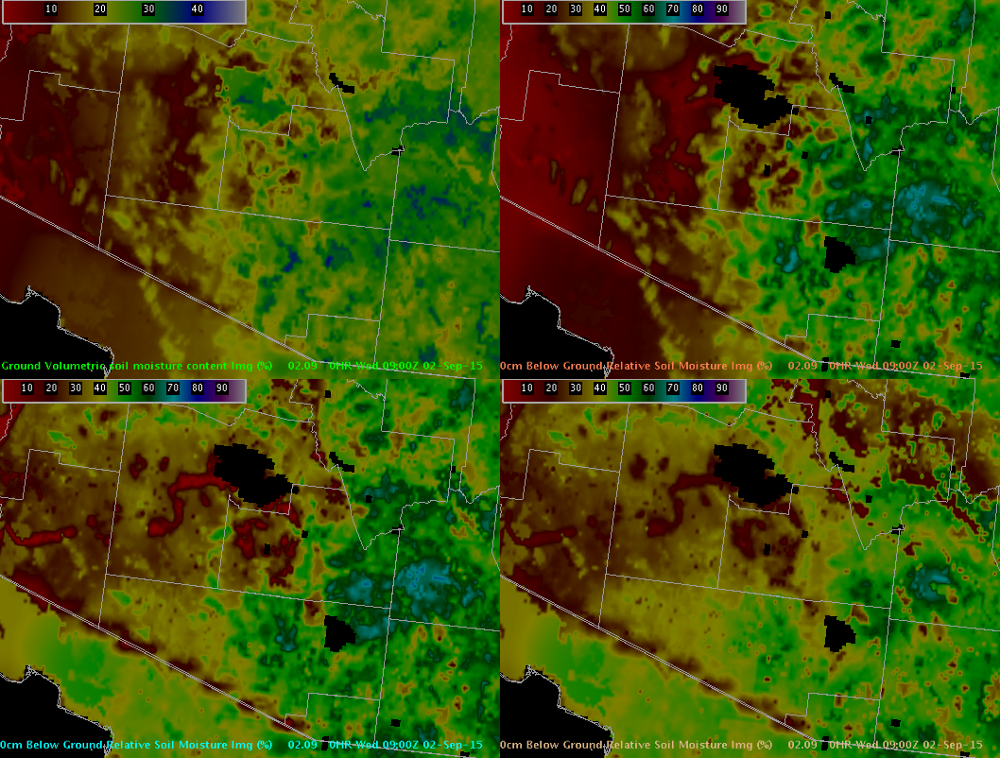 10 20 30 40
10 20 30 40 50 60 70 80 90
Ground Volumetric soil moisture content Img (%) 02.09 0HR Wed 09:00Z 02-Sep-15
0cm Below Ground Relative Soil Moisture Img (%) 02.09 0HR Wed 09:00Z 02-Sep-15
10 20 30 40 50 60 70 80 90
10 20 30 40 50 60 70 80 90
0cm Below Ground Relative Soil Moisture Img (%) 02.09 0HR Wed 09:00Z 02-Sep-15
0cm Below Ground Relative Soil Moisture Img (%) 02.09 0HR Wed 09:00Z 02-Sep-15